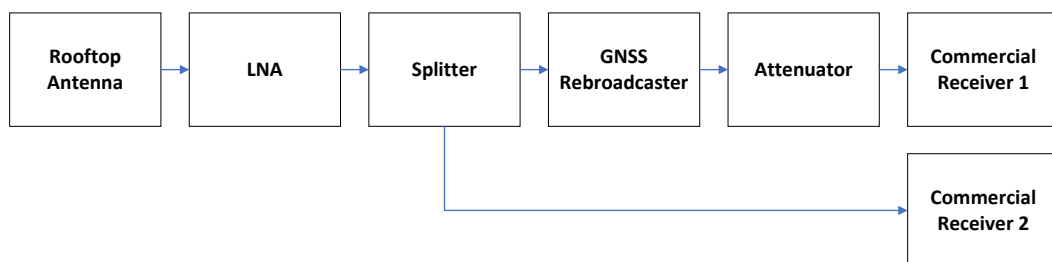 Rooftop
Antenna
LNA
Splitter
GNSS
Rebroadcaster
Attenuator
Commercial
Receiver 1
Commercial
Receiver 2